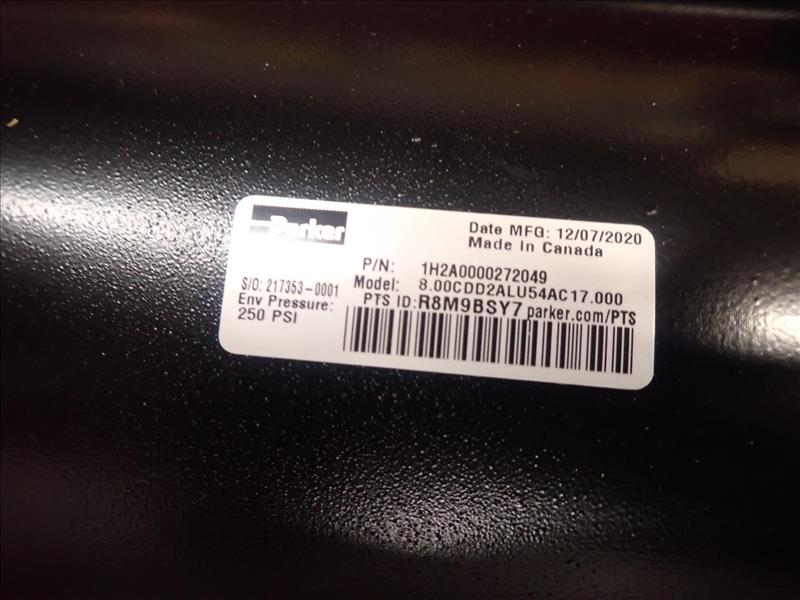 Parker
Date MFG: 12/07/2020
Made In Canada
P/N: 1H2A0000272049
S/O: 217353-0001
Model: 8.00CDD2ALU54AC17.000
Env Pressure:
250 PSI
PTS ID:R8M9BSY7 parker.com/PTS